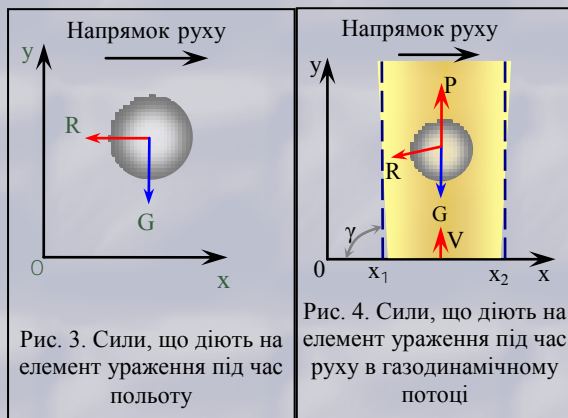 Напрямок руху
y
R
G
O
x
Рис. 3. Сили, що діють на
елемент ураження під час
польоту
Напрямок руху
y
P
R
G
γ
V
0
x1
x2
x
Рис. 4. Сили, що діють на
елемент ураження під час
руху в газодинамічному
потоці